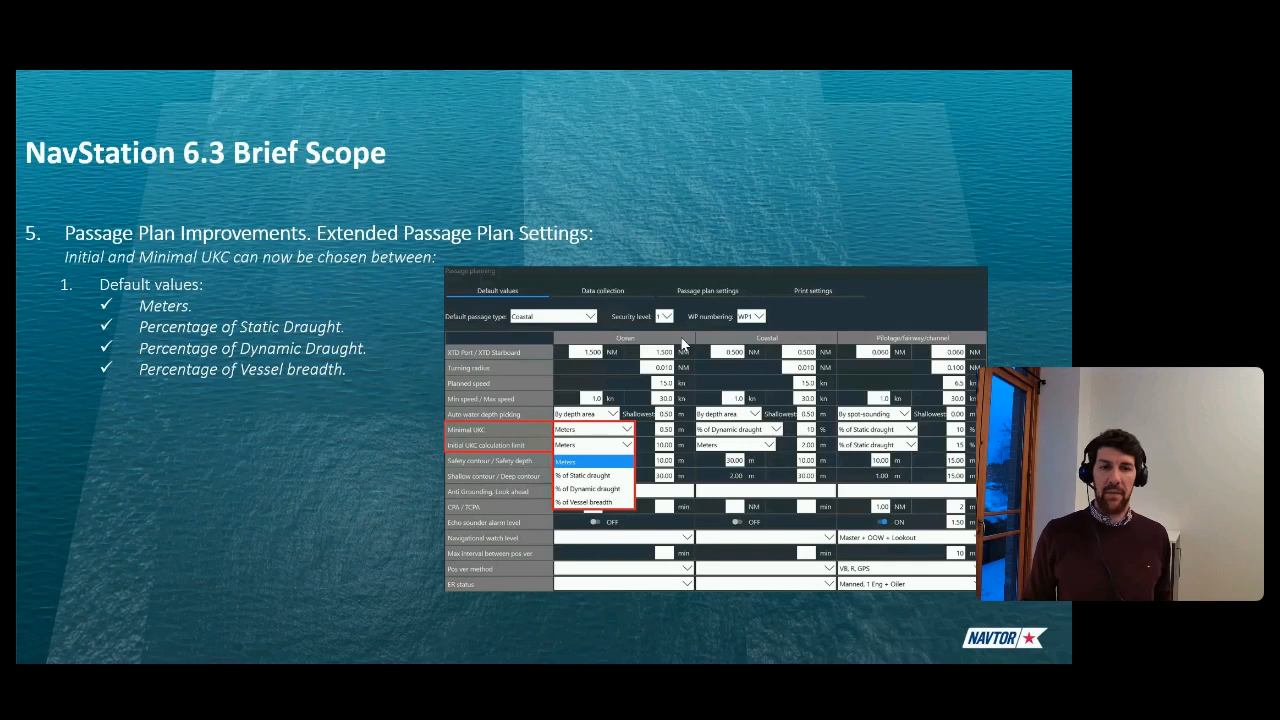 NavStation 6.3 Brief Scope
5. Passage Plan Improvements. Extended Passage Plan Settings:
Initial and Minimal UKC can now be chosen between:
1. Default values:
✓ Meters.
✓ Percentage of Static Draught.
✓ Percentage of Dynamic Draught.
✓ Percentage of Vessel breadth.
Passage planning
Default values Data collection Passage plan settings Print settings
Default passage type: Coastal Security level: 1 WP numbering: WP1
Ocean Coastal Pilotage/fairway/channel
XTD Port / XTD Starboard 1.500 NM 1.500 NM 0.500 NM 0.500 NM 0.060 NM 0.060 NM
Turning radius 0.010 NM 0.010 NM 0.100 NM
Planned speed 15.0 kn 15.0 kn 6.5 kn
Min speed / Max speed 1.0 kn 30.0 kn 1.0 kn 30.0 kn 1.0 kn 30.0 kn
Auto water depth picking By depth area Shallowest 0.50 m By depth area Shallowest 0.50 m By spot-sounding Shallowest 0.00 m
Minimal UKC Meters 0.50 m % of Dynamic draught 10 % % of Static draught 10 %
Initial UKC calculation limit Meters 10.00 m Meters 2.00 m % of Static draught 15 %
Safety contour / Safety depth Meters 10.00 m 30.00 m 10.00 m 10.00 m 15.00 m
Shallow contour / Deep contour % of Static draught 30.00 m 2.00 m 30.00 m 1.00 m 15.00 m
Anti Grounding, Look ahead % of Dynamic draught
% of Vessel breadth
CPA / TCPA min NM min 1.00 NM 2 m
Echo sounder alarm level OFF OFF ON 1.50 m
Navigational watch level Master + OOW + Lookout
Max interval between pos ver min min 10 m
Pos ver method VB, R, GPS
ER status Manned, 1 Eng + Oiler
NAVTOR